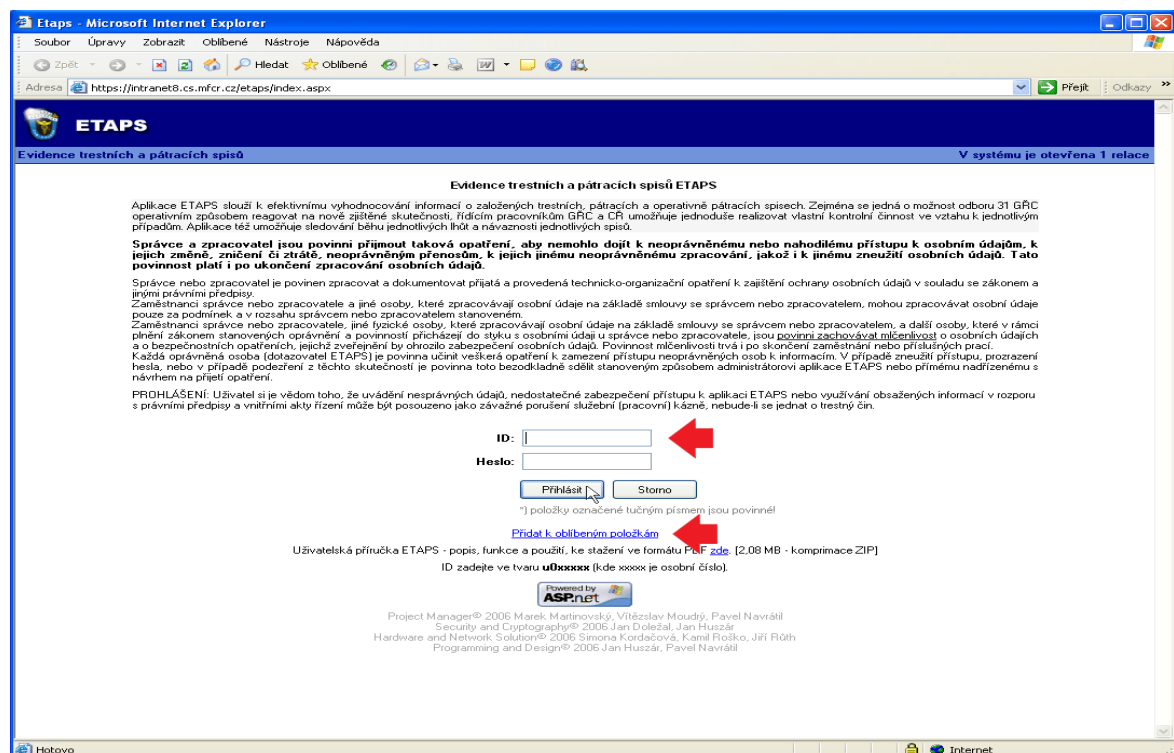 Etaps - Microsoft Internet Explorer
Soubor Úpravy Zobrazit Oblíbené Nástroje Nápověda
Zpět Hledat Oblíbené
Adresa https://intranet8.cs.mfcr.cz/etaps/index.aspx Přejít Odkazy »
ETAPS
Evidence trestních a pátracích spisů V systému je otevřena 1 relace
Evidence trestních a pátracích spisů ETAPS
Aplikace ETAPS slouží k efektivnímu vyhodnocování informací o založených trestních, pátracích a operativně pátracích spisech. Zejména se jedná o možnost odboru 31 GŘC
operativním způsobem reagovat na nově zjištěné skutečnosti, řídícím pracovníkům GŘC a CŘ umožňuje jednoduše realizovat vlastní kontrolní činnost ve vztahu k jednotlivým
případům. Aplikace též umožňuje sledování běhu jednotlivých lhůt a návaznosti jednotlivých spisů.
Správce a zpracovatel jsou povinni přijmout taková opatření, aby nemohlo dojít k neoprávněnému nebo nahodilému přístupu k osobním údajům, k
jejich změně, zničení či ztrátě, neoprávněným přenosům, k jejich jinému neoprávněnému zpracování, jakož i k jinému zneužití osobních údajů. Tato
povinnost platí i po ukončení zpracování osobních údajů.
Správce nebo zpracovatel je povinen zpracovat a dokumentovat přijatá a provedená technicko-organizační opatření k zajištění ochrany osobních údajů v souladu se zákonem a
jinými právními předpisy.
Zaměstnanci správce nebo zpracovatele a jiné osoby, které zpracovávají osobní údaje na základě smlouvy se správcem nebo zpracovatelem, mohou zpracovávat osobní údaje
pouze za podmínek a v rozsahu správcem nebo zpracovatelem stanoveném.
Zaměstnanci správce nebo zpracovatele, jiné fyzické osoby, které zpracovávají osobní údaje na základě smlouvy se správcem nebo zpracovatelem, a další osoby, které v rámci
plnění zákonem stanovených oprávnění a povinností přicházejí do styku s osobními údaji u správce nebo zpracovatele, jsou povinni zachovávat mlčenlivost o osobních údajích
a o bezpečnostních opatřeních, jejichž zveřejnění by ohrozilo zabezpečení osobních údajů. Povinnost mlčenlivosti trvá i po skončení zaměstnání nebo příslušných prací.
Každá oprávněná osoba (dotazovatel ETAPS) je povinna učinit veškerá opatření k zamezení přístupu neoprávněných osob k informacím. V případě zneužití přístupu, prozrazení
hesla, nebo v případě podezření z těchto skutečností je povinna toto bezodkladně sdělit stanoveným způsobem administrátorovi aplikace ETAPS nebo přímému nadřízenému s
návrhem na přijetí opatření.
PROHLÁŠENÍ: Uživatel si je vědom toho, že uvádění nesprávných údajů, nedostatečné zabezpečení přístupu k aplikaci ETAPS nebo využívání obsažených informací v rozporu
s právními předpisy a vnitřními akty řízení může být posouzeno jako závažné porušení služební (pracovní) kázně, nebude-li se jednat o trestný čin.
ID:
Heslo:
Přihlásit Storno
*) položky označené tučným písmem jsou povinné!
Přidat k oblíbeným položkám
Uživatelská příručka ETAPS - popis, funkce a použití, ke stažení ve formátu PDF zde. [2,08 MB - komprimace ZIP]
ID zadejte ve tvaru u0xxxxx (kde xxxxx je osobní číslo).
Powered by
ASP.net
Project Manager© 2006 Marek Martinovský, Vítězslav Moudrý, Pavel Navrátil
Security and Cryptography© 2006 Jan Doležal, Jan Huszár
Hardware and Network Solution© 2006 Simona Kordačová, Kamil Roško, Jiří Růth
Programming and Design© 2006 Jan Huszár, Pavel Navrátil
Hotovo Internet